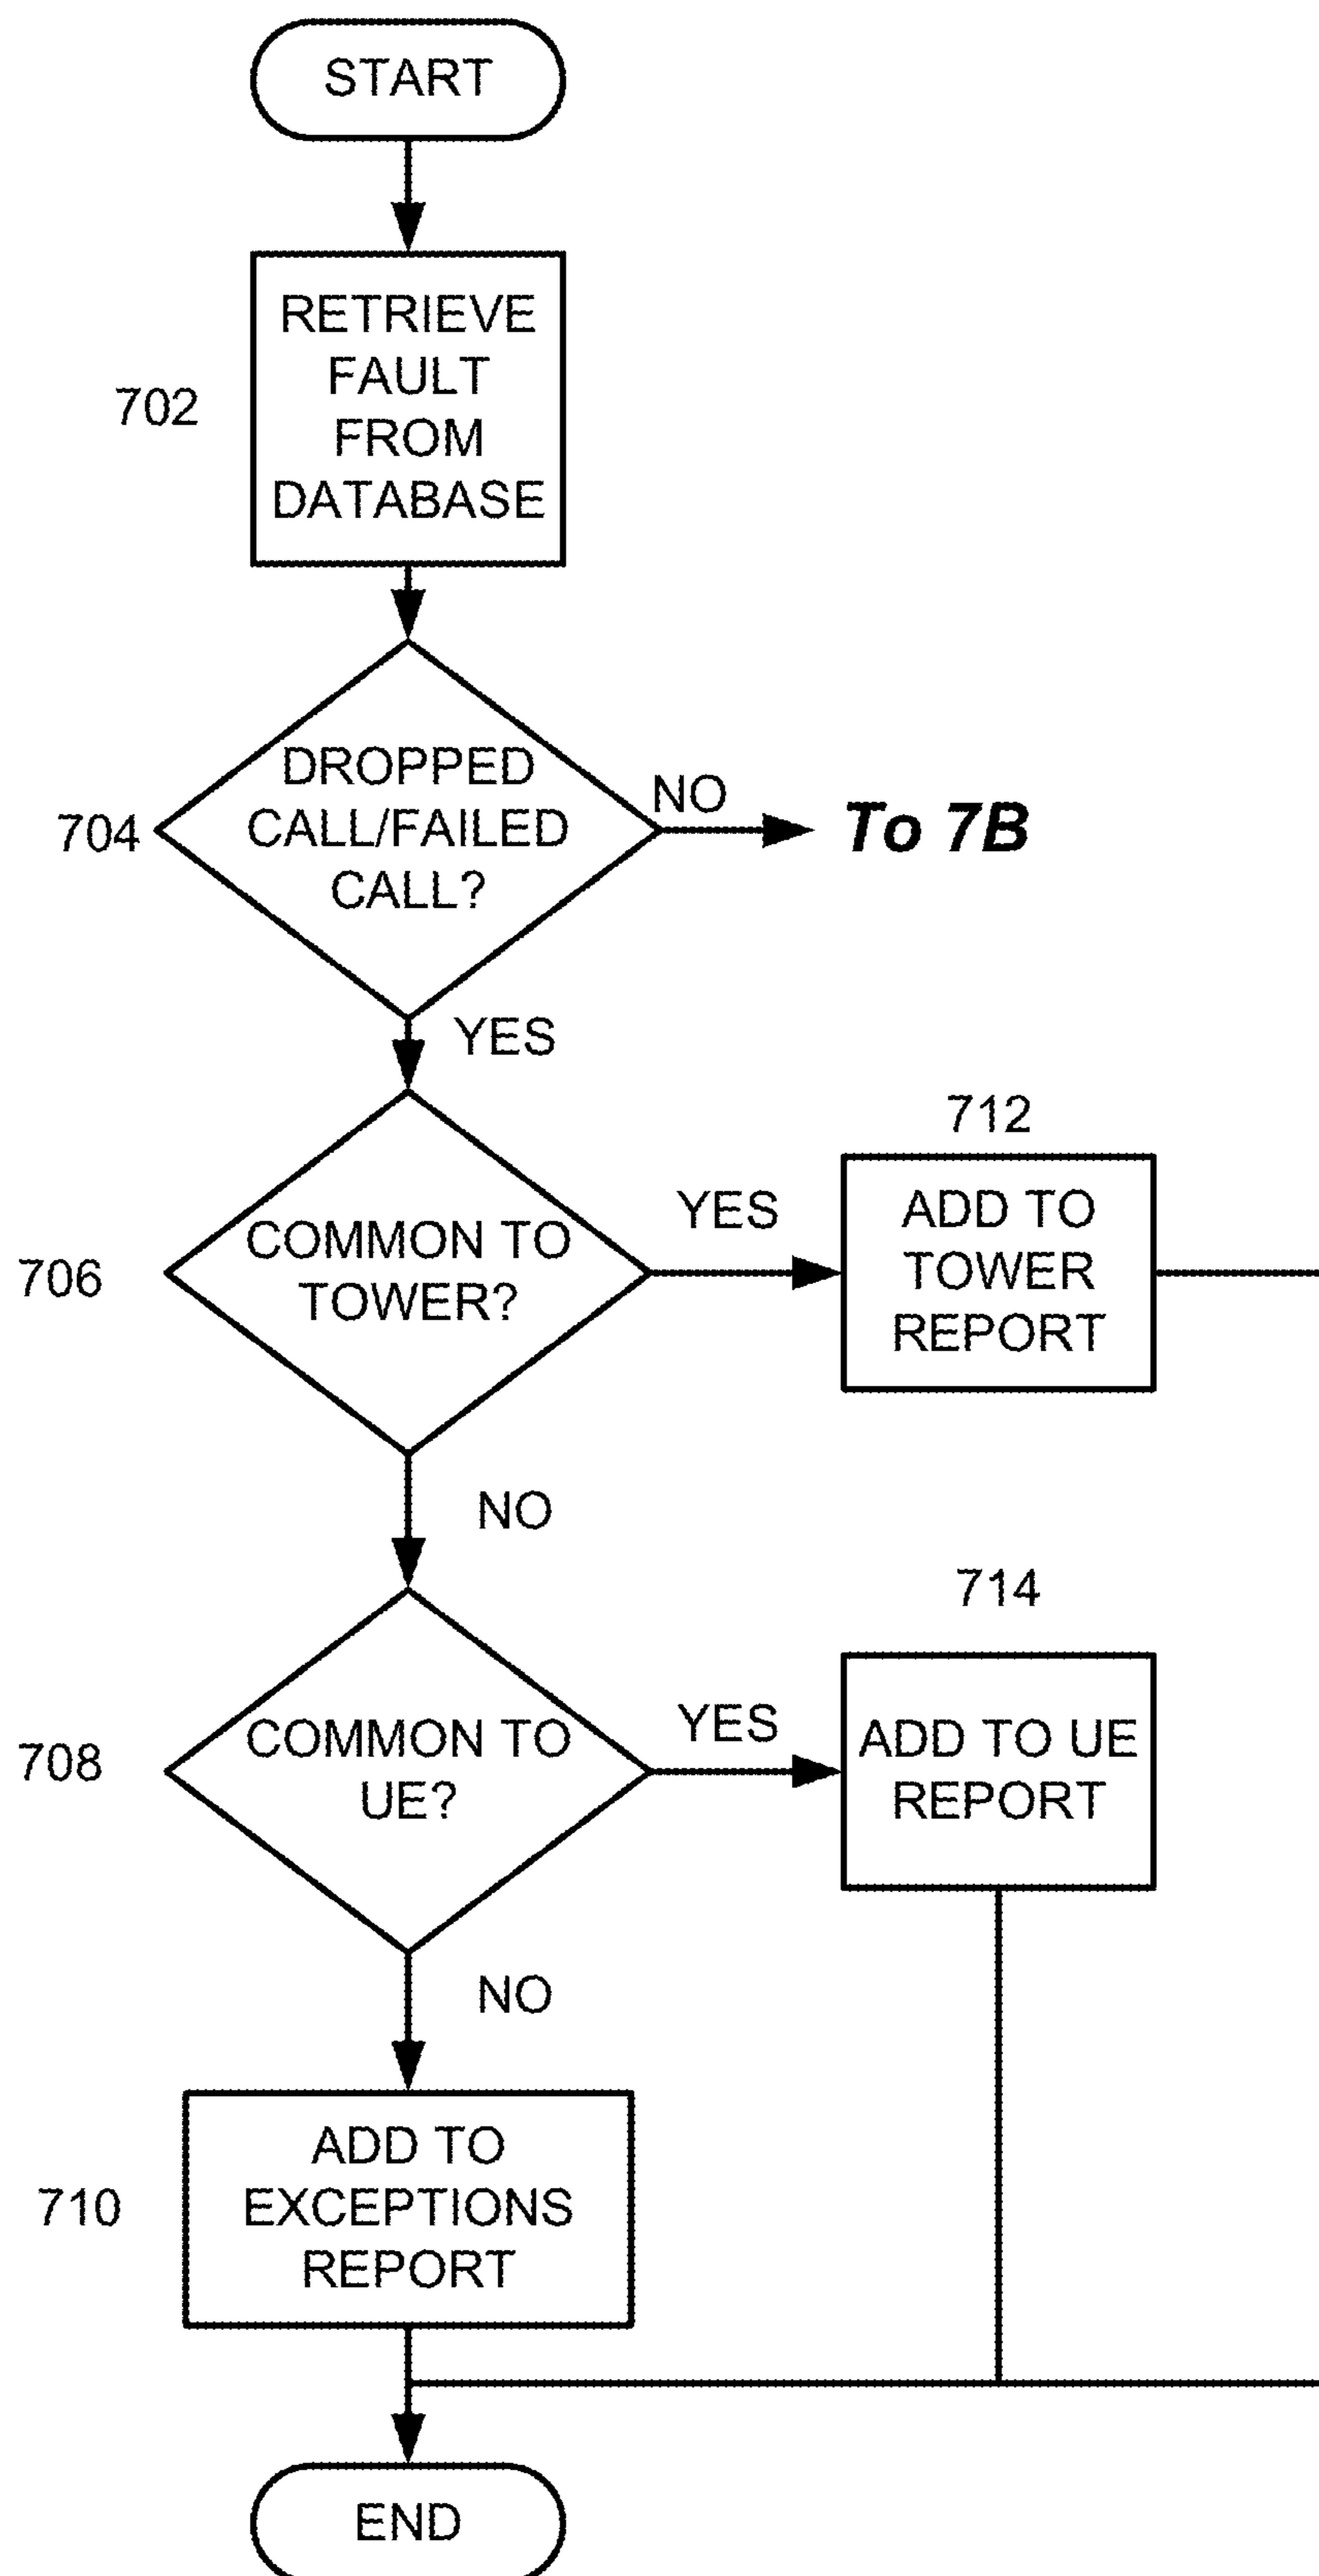 START
RETRIEVE
FAULT
FROM
DATABASE
702
DROPPED
CALL/FAILED
CALL?
704
NO
To 7B
YES
COMMON TO
TOWER?
706
YES
712
ADD TO
TOWER
REPORT
NO
COMMON TO
UE?
708
YES
714
ADD TO UE
REPORT
NO
ADD TO
EXCEPTIONS
REPORT
710
END